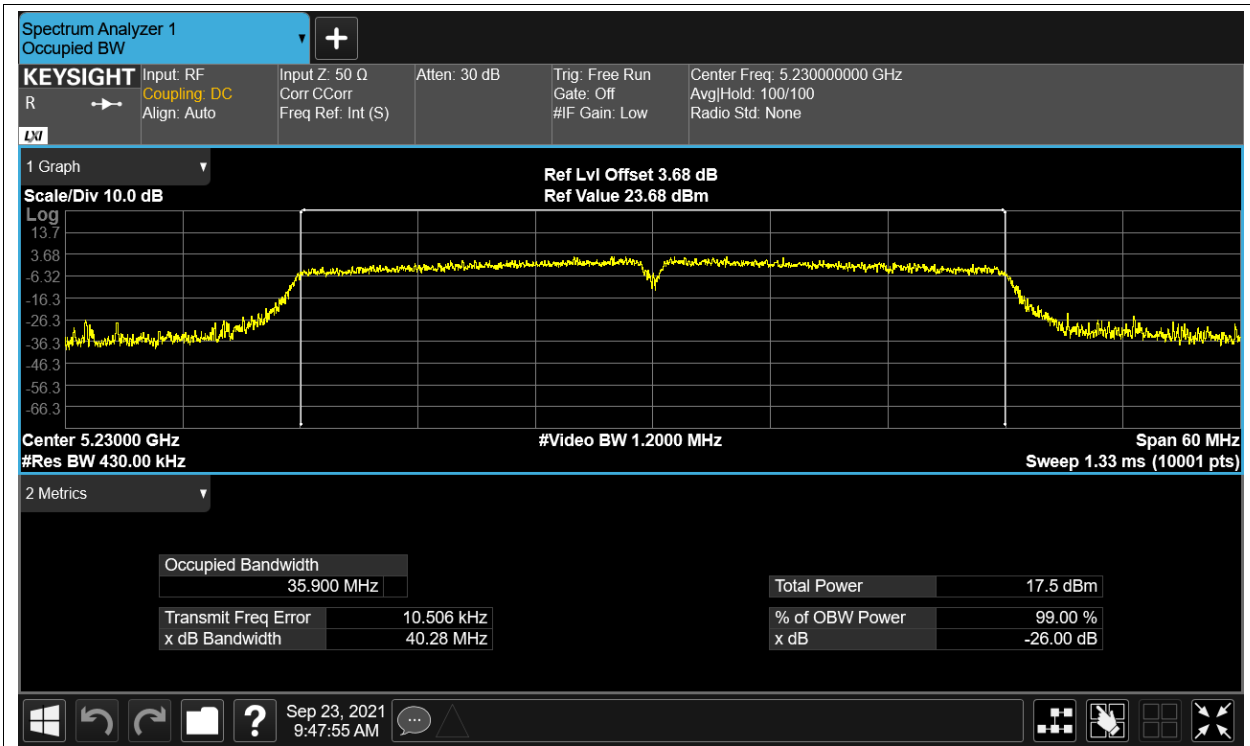 Spectrum Analyzer 1
Occupied BW
KEYSIGHT
R
LXI
Input: RF
Coupling: DC
Align: Auto
Input Z: 50 Ω
Corr CCorr
Freq Ref: Int (S)
Atten: 30 dB
Trig: Free Run
Gate: Off
#IF Gain: Low
Center Freq: 5.230000000 GHz
Avg|Hold: 100/100
Radio Std: None
1 Graph
Scale/Div 10.0 dB
Ref Lvl Offset 3.68 dB
Ref Value 23.68 dBm
Log
13.7
3.68
-6.32
-16.3
-26.3
-36.3
-46.3
-56.3
-66.3
Center 5.23000 GHz
#Video BW 1.2000 MHz
Span 60 MHz
#Res BW 430.00 kHz
Sweep 1.33 ms (10001 pts)
2 Metrics
Occupied Bandwidth
35.900 MHz
Transmit Freq Error 10.506 kHz
x dB Bandwidth 40.28 MHz
Total Power 17.5 dBm
% of OBW Power 99.00 %
x dB -26.00 dB
?
Sep 23, 2021
9:47:55 AM